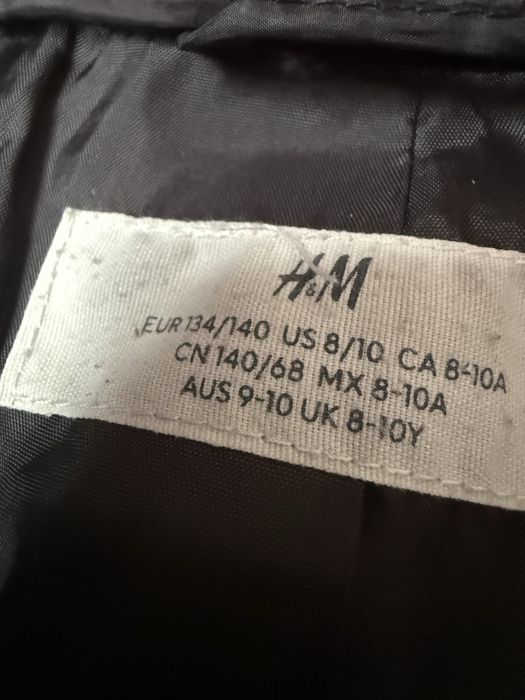 H&M
EUR 134/140 US 8/10 CA 8-10A
CN 140/68 MX 8-10A
AUS 9-10 UK 8-10Y